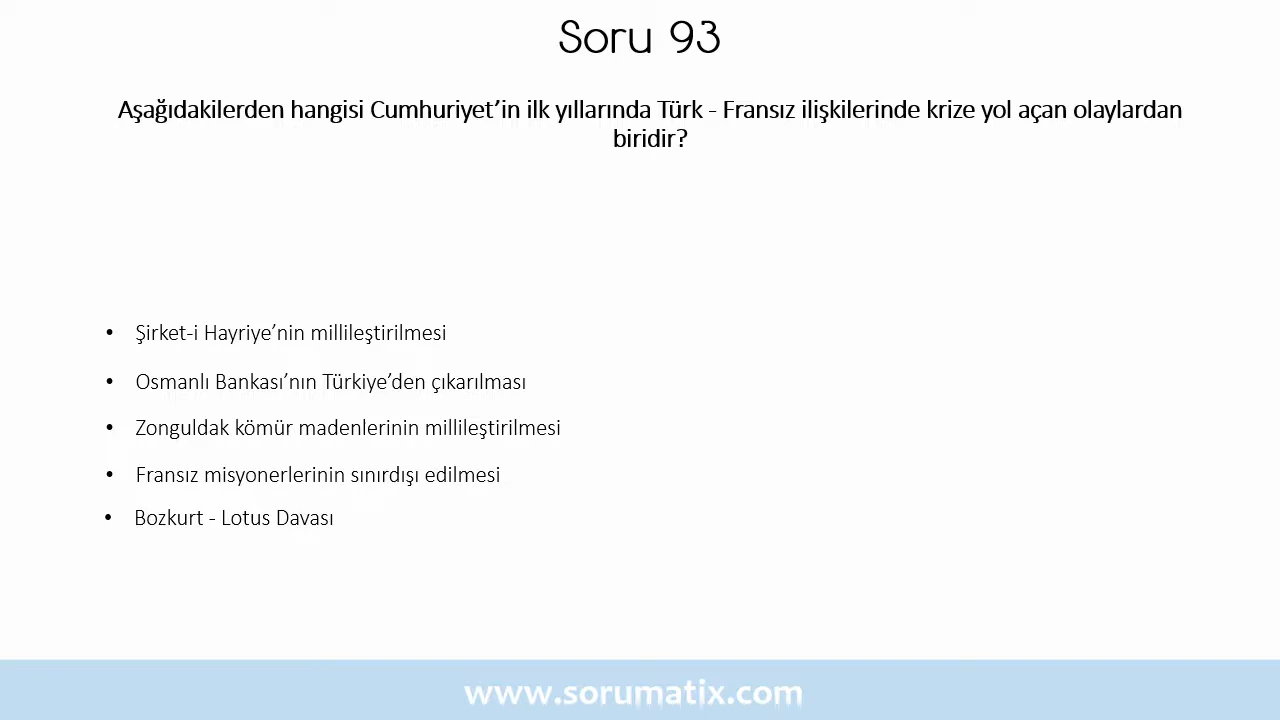 Soru 93
Aşağıdakilerden hangisi Cumhuriyet’in ilk yıllarında Türk - Fransız ilişkilerinde krize yol açan olaylardan
biridir?
• Şirket-i Hayriye’nin millileştirilmesi
• Osmanlı Bankası’nın Türkiye’den çıkarılması
• Zonguldak kömür madenlerinin millileştirilmesi
• Fransız misyonerlerinin sınırdışı edilmesi
• Bozkurt - Lotus Davası
www.sorumatix.com